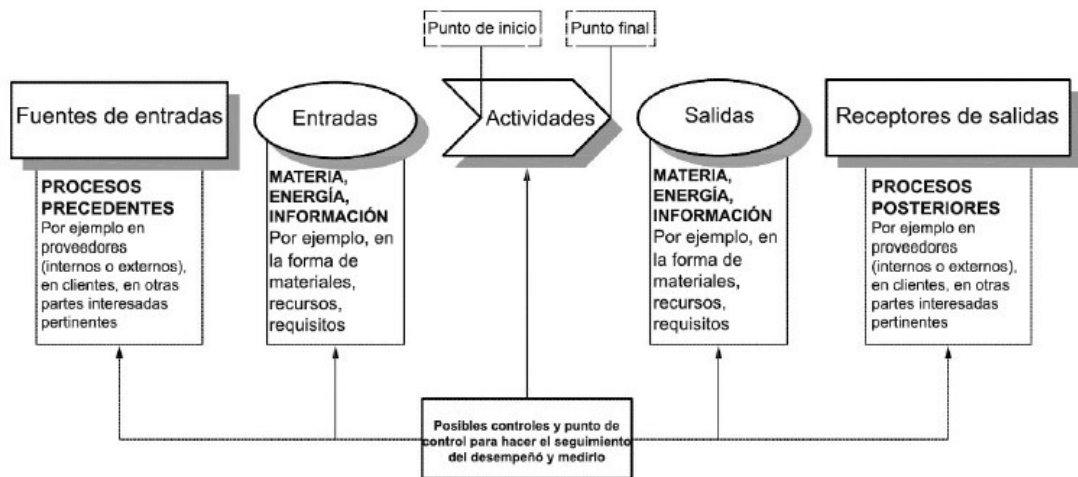 Punto de inicio
Punto final
Fuentes de entradas
Entradas
Actividades
Salidas
Receptores de salidas
PROCESOS
PRECEDENTES
Por ejemplo en
proveedores
(internos o externos),
en clientes, en otras
partes interesadas
pertinentes
MATERIA,
ENERGÍA,
INFORMACIÓN
Por ejemplo, en
la forma de
materiales,
recursos,
requisitos
MATERIA,
ENERGÍA,
INFORMACIÓN
Por ejemplo, en
la forma de
materiales,
recursos,
requisitos
PROCESOS
POSTERIORES
Por ejemplo en
proveedores
(internos o externos),
en clientes, en otras
partes interesadas
pertinentes
Posibles controles y punto de
control para hacer el seguimiento
del desempeñó y medirlo